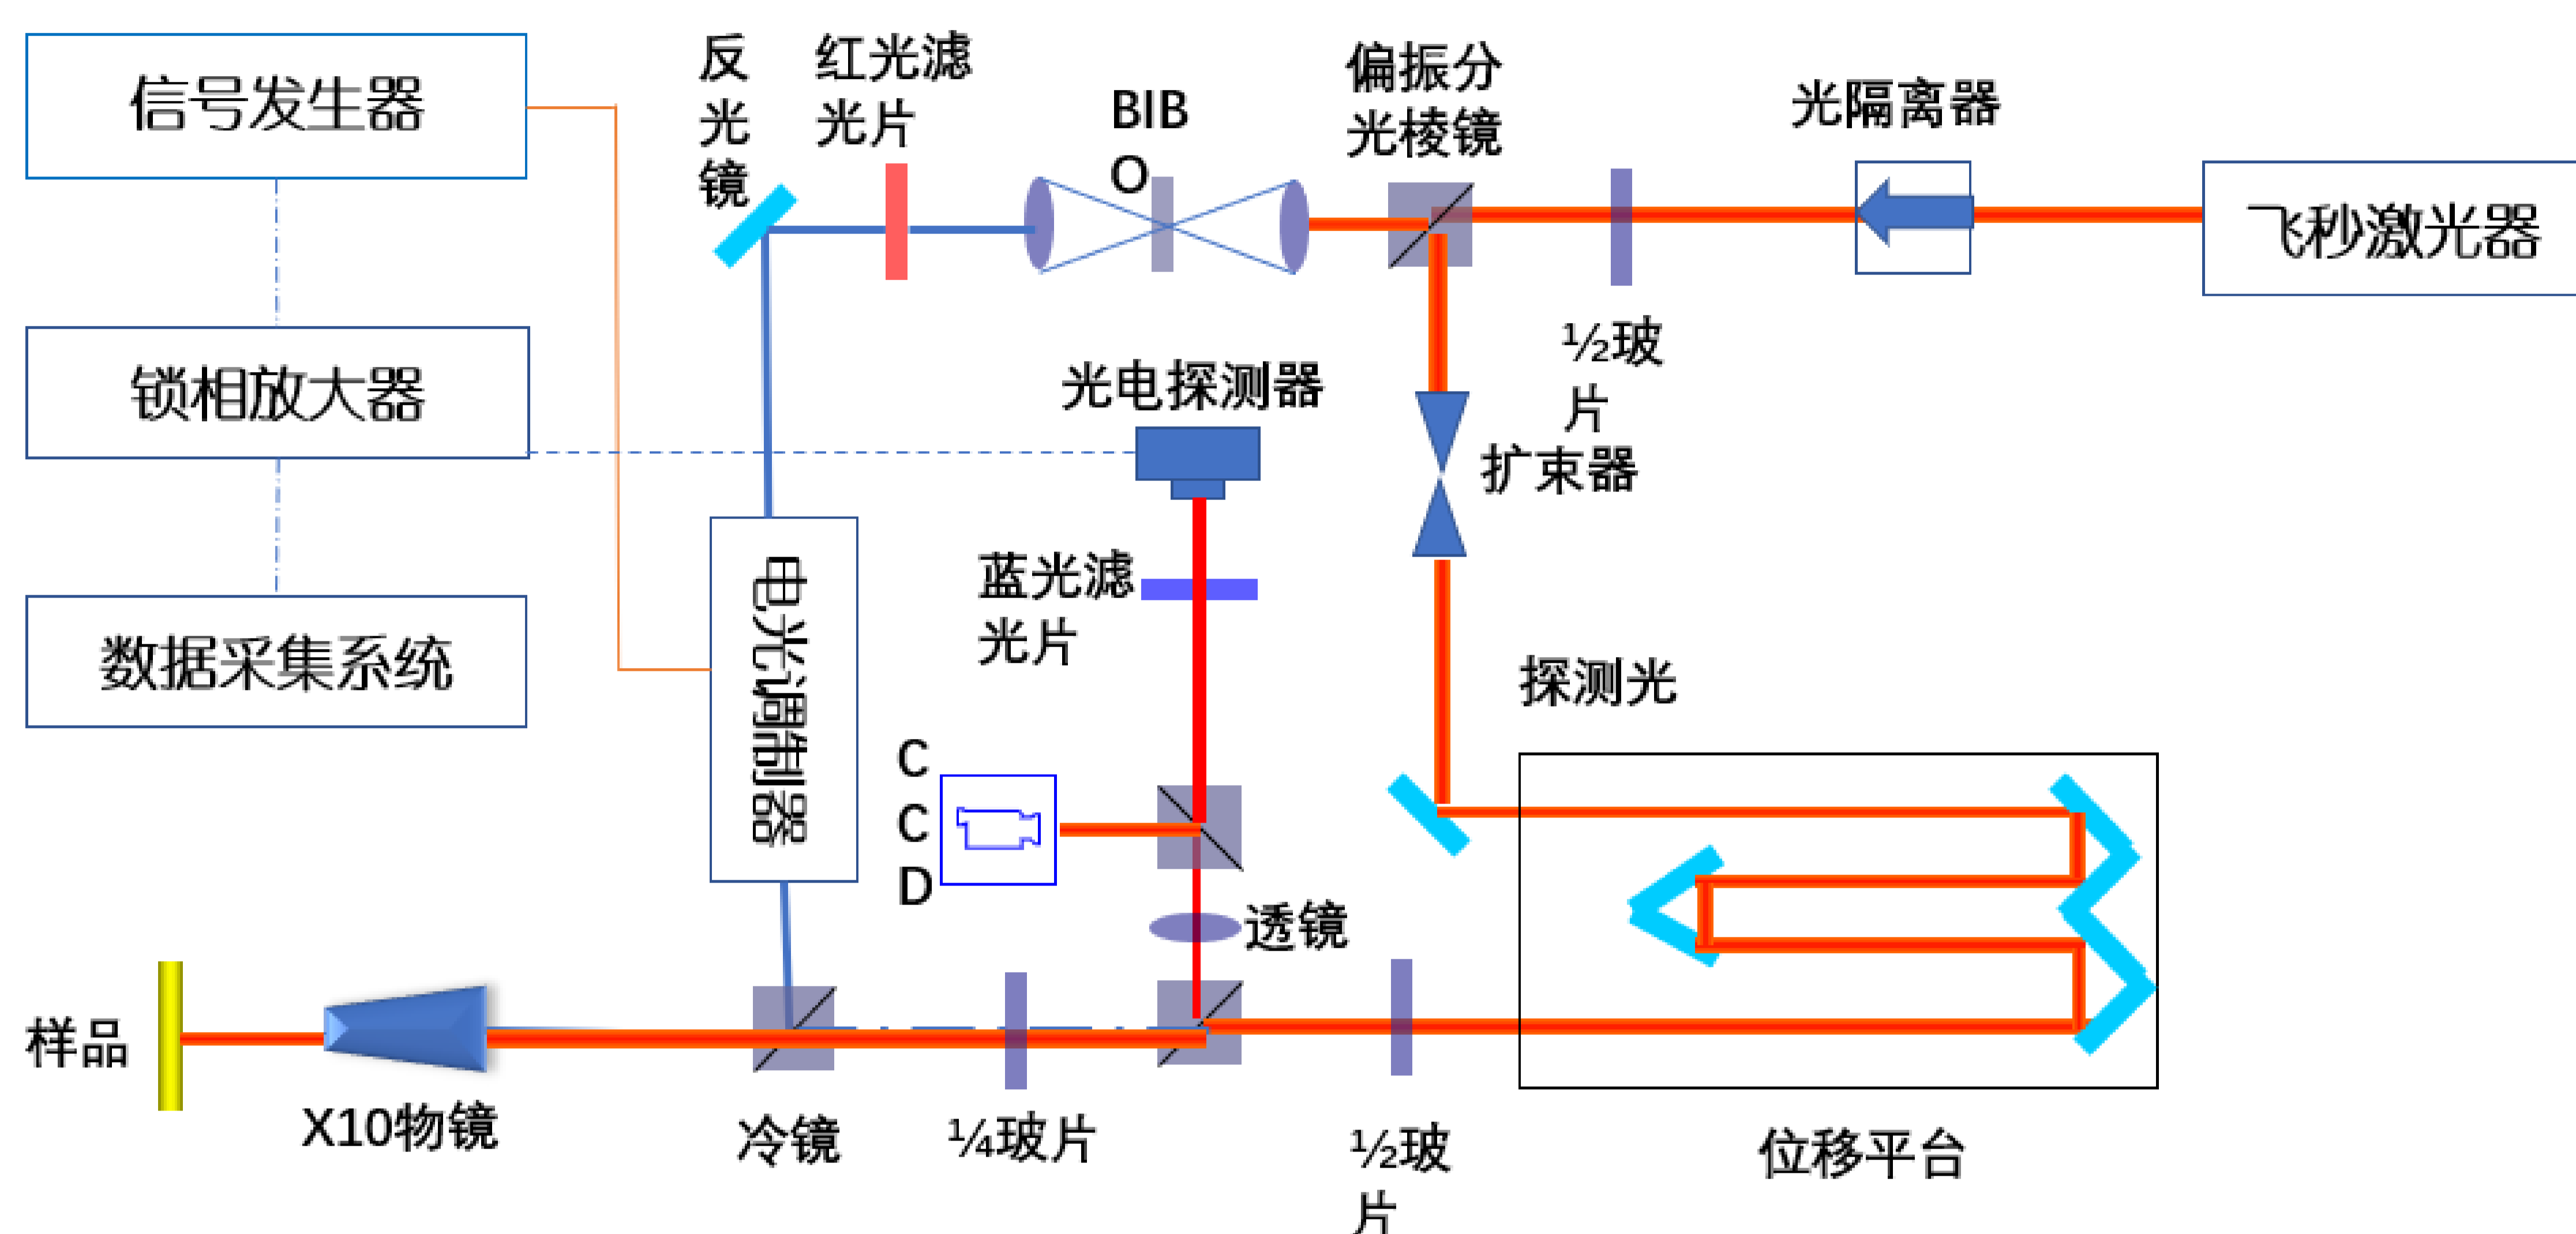 信号发生器
反
光
镜
红光滤
光片
BIB
O
偏振分
光棱镜
光隔离器
飞秒激光器
½玻
片
锁相放大器
光电探测器
扩束器
蓝光滤
光片
电光调制器
数据采集系统
探测光
C
C
D
透镜
样品
X10物镜
冷镜
¼玻片
½玻
片
位移平台